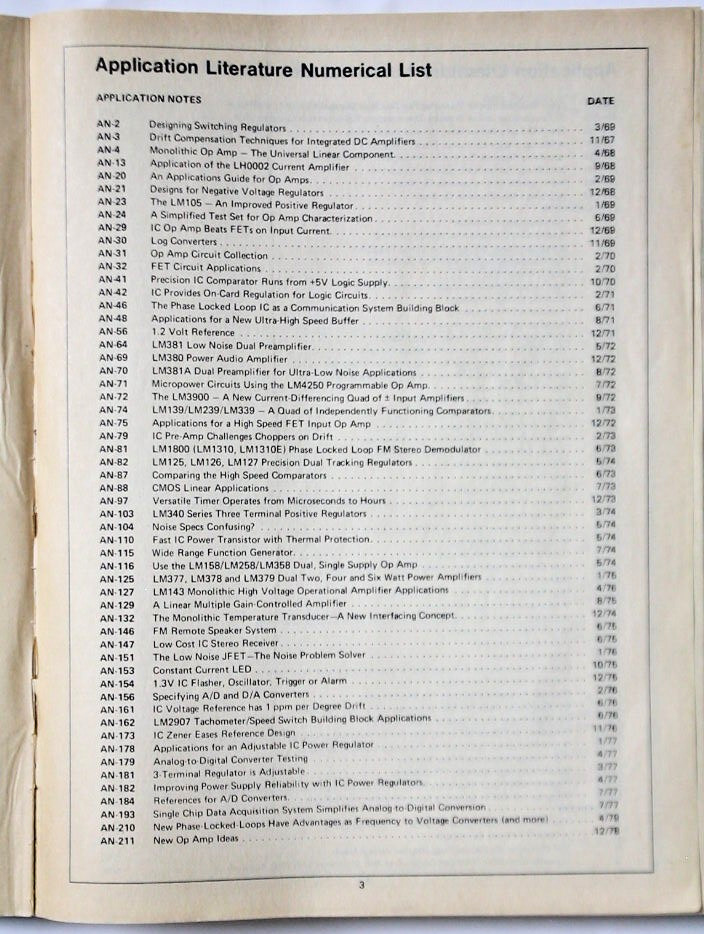 Application Literature Numerical List
APPLICATION NOTES DATE
AN-2 Designing Switching Regulators 3/69
AN-3 Drift Compensation Techniques for Integrated DC Amplifiers 11/67
AN-4 Monolithic Op Amp – The Universal Linear Component. 4/68
AN-13 Application of the LH0002 Current Amplifier 9/68
AN-20 An Applications Guide for Op Amps. 2/69
AN-21 Designs for Negative Voltage Regulators 12/68
AN-23 The LM105 – An Improved Positive Regulator 1/69
AN-24 A Simplified Test Set for Op Amp Characterization 6/69
AN-29 IC Op Amp Beats FETs on Input Current. 12/69
AN-30 Log Converters 11/69
AN-31 Op Amp Circuit Collection 2/70
AN-32 FET Circuit Applications 2/70
AN-41 Precision IC Comparator Runs from +5V Logic Supply. 10/70
AN-42 IC Provides On-Card Regulation for Logic Circuits. 2/71
AN-46 The Phase Locked Loop IC as a Communication System Building Block 6/71
AN-48 Applications for a New Ultra-High Speed Buffer 8/71
AN-56 1.2 Volt Reference 12/71
AN-64 LM381 Low Noise Dual Preamplifier. 5/72
AN-69 LM380 Power Audio Amplifier 12/72
AN-70 LM381A Dual Preamplifier for Ultra-Low Noise Applications 8/72
AN-71 Micropower Circuits Using the LM4250 Programmable Op Amp. 7/72
AN-72 The LM3900 – A New Current-Differencing Quad of ± Input Amplifiers 9/72
AN-74 LM139/LM239/LM339 – A Quad of Independently Functioning Comparators. 1/73
AN-75 Applications for a High Speed FET Input Op Amp 12/72
AN-79 IC Pre-Amp Challenges Choppers on Drift 2/73
AN-81 LM1800 (LM1310, LM1310E) Phase Locked Loop FM Stereo Demodulator 6/73
AN-82 LM125, LM126, LM127 Precision Dual Tracking Regulators 5/74
AN-87 Comparing the High Speed Comparators 6/73
AN-88 CMOS Linear Applications 7/73
AN-97 Versatile Timer Operates from Microseconds to Hours 12/73
AN-103 LM340 Series Three Terminal Positive Regulators 3/74
AN-104 Noise Specs Confusing? 5/74
AN-110 Fast IC Power Transistor with Thermal Protection. 5/74
AN-115 Wide Range Function Generator. 7/74
AN-116 Use the LM158/LM258/LM358 Dual, Single Supply Op Amp 5/74
AN-125 LM377, LM378 and LM379 Dual Two, Four and Six Watt Power Amplifiers
AN-127 LM143 Monolithic High Voltage Operational Amplifier Applications
AN-129 A Linear Multiple Gain-Controlled Amplifier
AN-132 The Monolithic Temperature Transducer–A New Interfacing Concept. 12/74
AN-146 FM Remote Speaker System
AN-147 Low Cost IC Stereo Receiver
AN-151 The Low Noise JFET–The Noise Problem Solver
AN-153 Constant Current LED
AN-154 1.3V IC Flasher, Oscillator, Trigger or Alarm
AN-156 Specifying A/D and D/A Converters 2/76
AN-161 IC Voltage Reference has 1 ppm per Degree Drift 6/76
AN-162 LM2907 Tachometer/Speed Switch Building Block Applications 6/76
AN-173 IC Zener Eases Reference Design 11/76
AN-178 Applications for an Adjustable IC Power Regulator 1/77
AN-179 Analog-to-Digital Converter Testing 4/77
AN-181 3-Terminal Regulator is Adjustable 3/77
AN-182 Improving Power Supply Reliability with IC Power Regulators. 4/77
AN-184 References for A/D Converters. 7/77
AN-193 Single Chip Data Acquisition System Simplifies Analog to Digital Conversion 7/77
AN-210 New Phase-Locked-Loops Have Advantages as Frequency to Voltage Converters (and more)
AN-211 New Op Amp Ideas 12/78
3